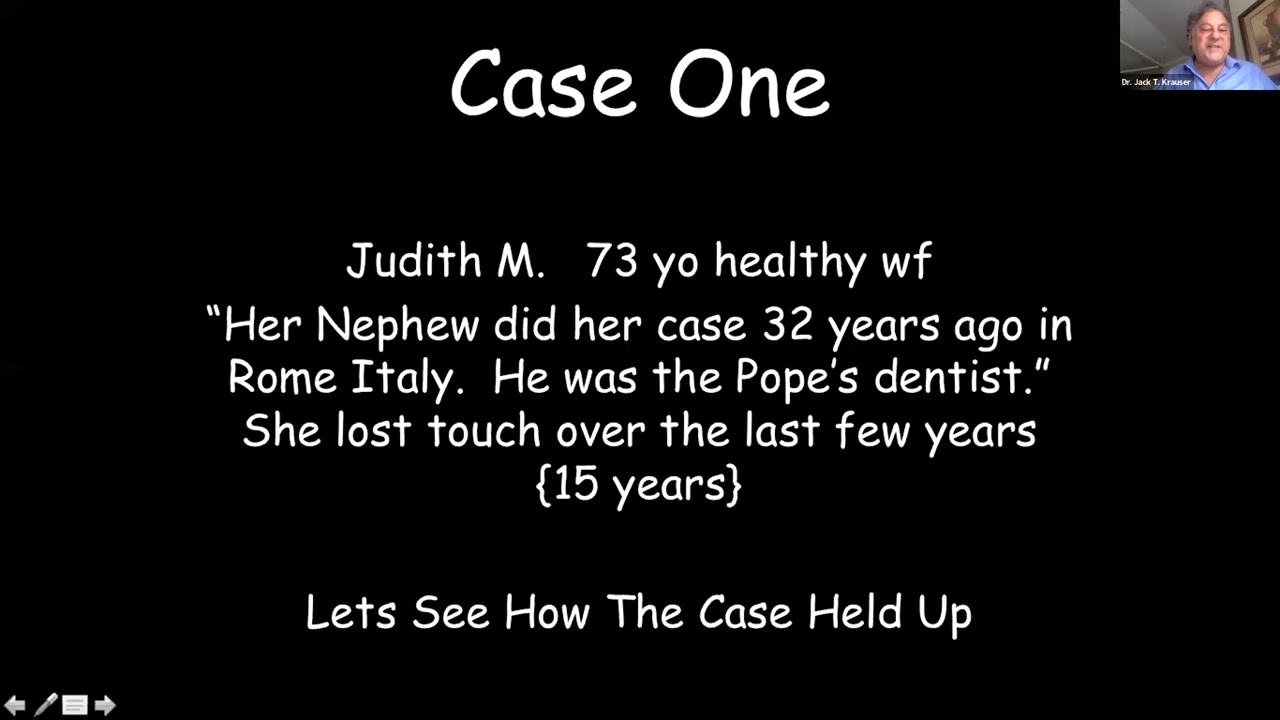 Case One
Dr. Jack T. Krauser
Judith M. 73 yo healthy wf
“Her Nephew did her case 32 years ago in
Rome Italy. He was the Pope’s dentist.”
She lost touch over the last few years
{15 years}
Lets See How The Case Held Up